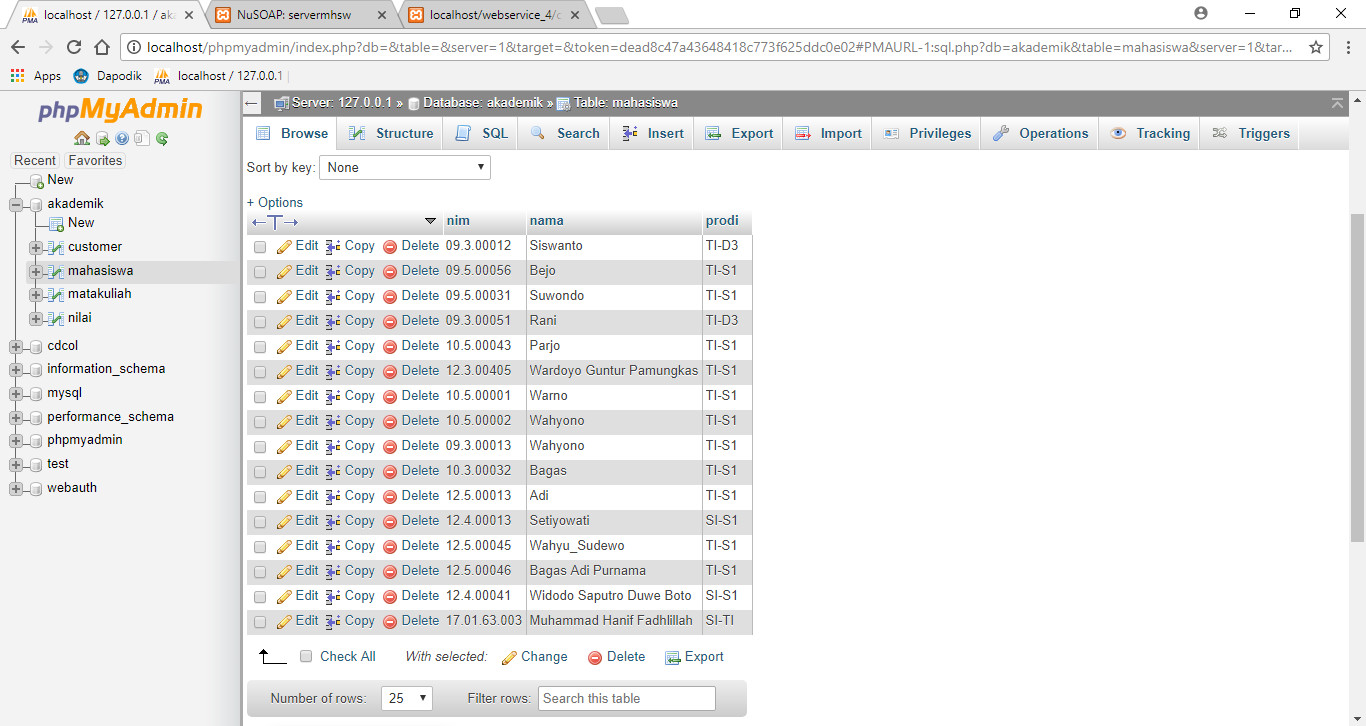 localhost / 127.0.0.1 / aka
NuSOAP: servermhsw
localhost/webservice_4/c
localhost/phpmyadmin/index.php?db=&table=&server=1&target=&token=dead8c47a43648418c773f625ddc0e02#PMAURL-1:sql.php?db=akademik&table=mahasiswa&server=1&tar...
Apps Dapodik localhost / 127.0.0.1
phpMyAdmin
Recent Favorites
New
akademik
New
customer
mahasiswa
matakuliah
nilai
cdcol
information_schema
mysql
performance_schema
phpmyadmin
test
webauth
Server: 127.0.0.1 » Database: akademik » Table: mahasiswa
Browse Structure SQL Search Insert Export Import Privileges Operations Tracking Triggers
Sort by key: None
+ Options
←T→ nim nama prodi
Edit Copy Delete 09.3.00012 Siswanto TI-D3
Edit Copy Delete 09.5.00056 Bejo TI-S1
Edit Copy Delete 09.5.00031 Suwondo TI-S1
Edit Copy Delete 09.3.00051 Rani TI-D3
Edit Copy Delete 10.5.00043 Parjo TI-S1
Edit Copy Delete 12.3.00405 Wardoyo Guntur Pamungkas TI-S1
Edit Copy Delete 10.5.00001 Warno TI-S1
Edit Copy Delete 10.5.00002 Wahyono TI-S1
Edit Copy Delete 09.3.00013 Wahyono TI-S1
Edit Copy Delete 10.3.00032 Bagas TI-S1
Edit Copy Delete 12.5.00013 Adi TI-S1
Edit Copy Delete 12.4.00013 Setiyowati SI-S1
Edit Copy Delete 12.5.00045 Wahyu_Sudewo TI-S1
Edit Copy Delete 12.5.00046 Bagas Adi Purnama TI-S1
Edit Copy Delete 12.4.00041 Widodo Saputro Duwe Boto SI-S1
Edit Copy Delete 17.01.63.003 Muhammad Hanif Fadhlillah SI-TI
Check All With selected: Change Delete Export
Number of rows: 25 Filter rows: Search this table